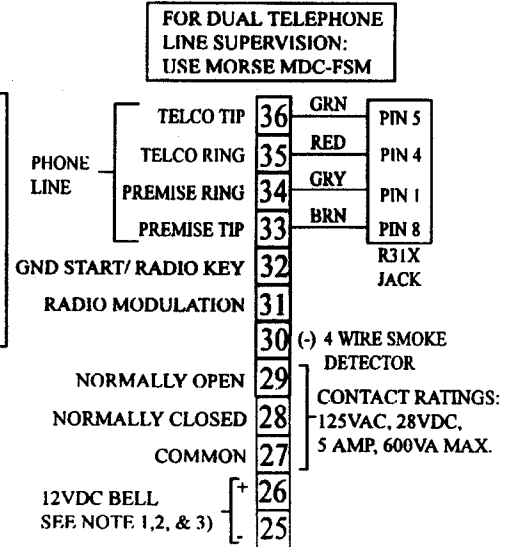 FOR DUAL TELEPHONE
LINE SUPERVISION:
USE MORSE MDC-FSM
TELCO TIP 36 GRN PIN 5
TELCO RING 35 RED PIN 4
PHONE
LINE
PREMISE RING 34 GRY PIN 1
PREMISE TIP 33 BRN PIN 8
R31X
JACK
GND START/ RADIO KEY 32
RADIO MODULATION 31
30 (-) 4 WIRE SMOKE
DETECTOR
NORMALLY OPEN 29
NORMALLY CLOSED 28
COMMON 27
CONTACT RATINGS:
125VAC, 28VDC,
5 AMP, 600VA MAX.
12VDC BELL
SEE NOTE 1,2, & 3)
+ 26
- 25